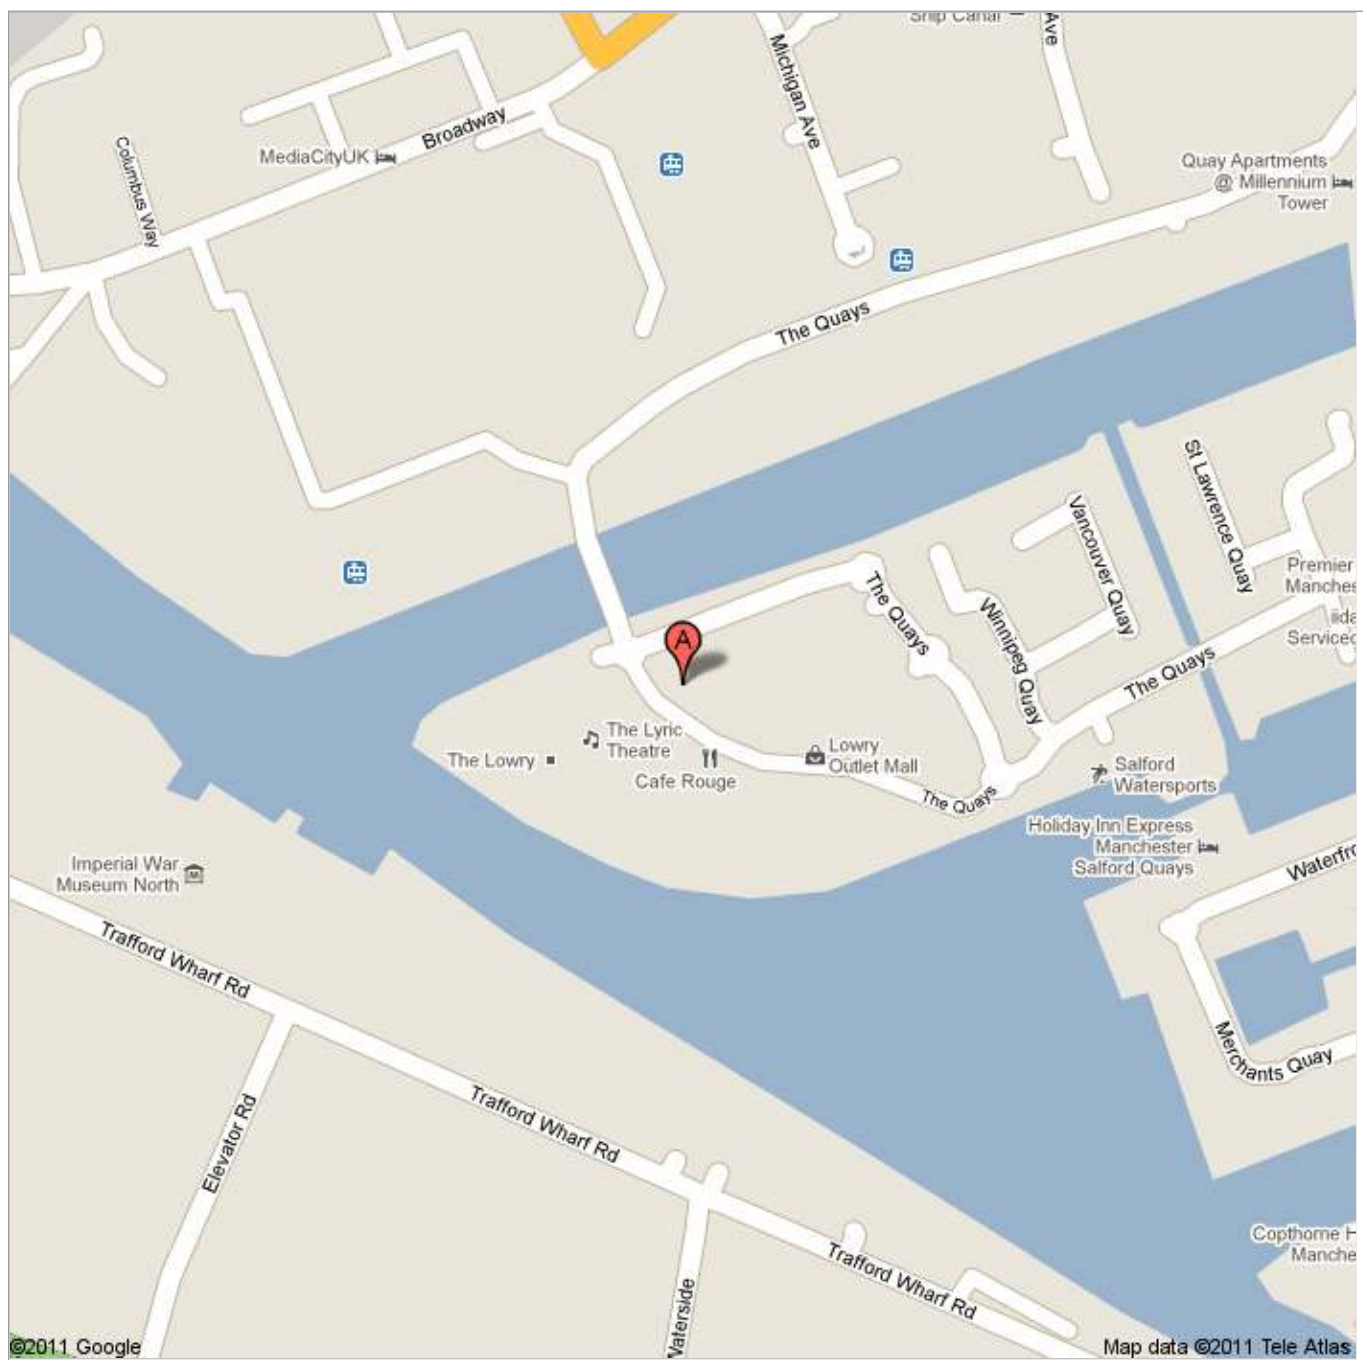 Ship Canal
Ave
Michigan Ave
Broadway
Columbus Way
MediaCityUK
Quay Apartments
@ Millennium
Tower
The Quays
St Lawrence Quay
Vancouver Quay
Premier
Manches
The Quays
Winnipeg Quay
iida
Serviced
A
The Quays
The Lyric
Theatre
The Lowry
Cafe Rouge
Lowry
Outlet Mall
Salford
Watersports
The Quays
Holiday Inn Express
Manchester
Salford Quays
Waterfro
Imperial War
Museum North
Trafford Wharf Rd
Merchants Quay
Elevator Rd
Trafford Wharf Rd
Copthorne H
Manche
Trafford Wharf Rd
Waterside
©2011 Google
Map data ©2011 Tele Atlas